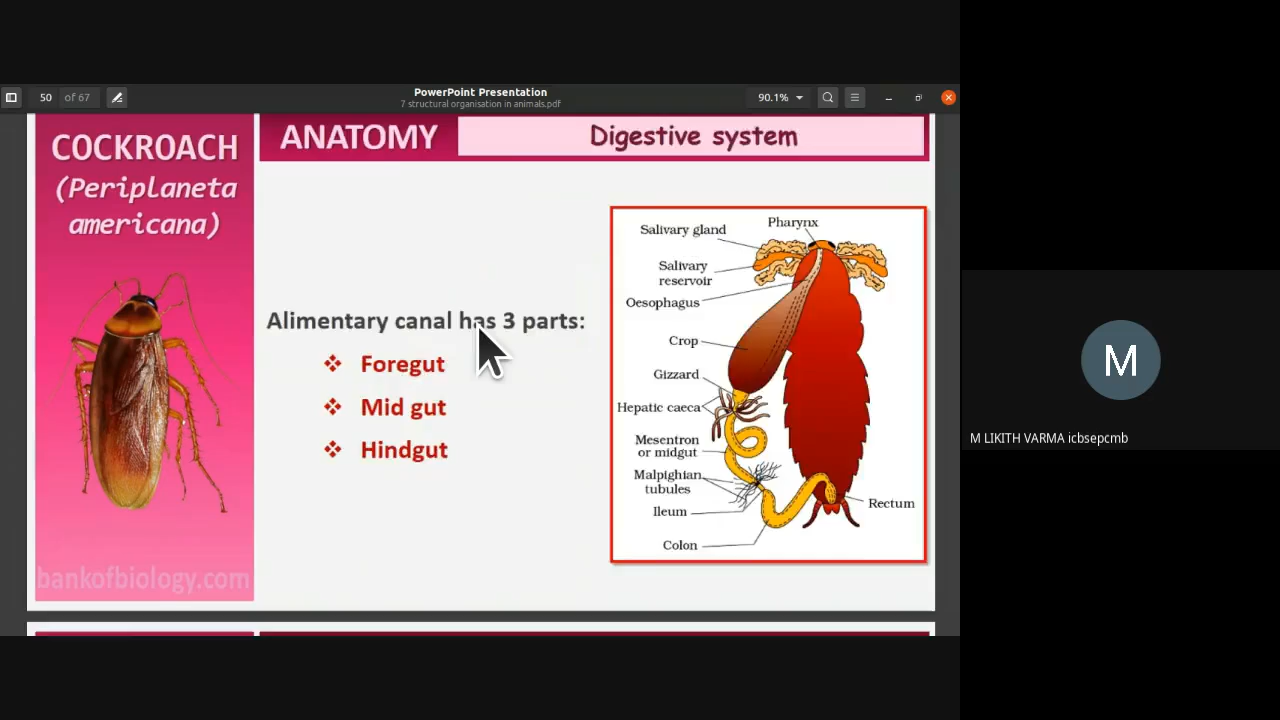 PowerPoint Presentation
50 of 67
90.1%
7 structural organisation in animals.pdf
COCKROACH
(Periplaneta
americana)
ANATOMY
Digestive system
Alimentary canal has 3 parts:
❖ Foregut
❖ Mid gut
❖ Hindgut
Salivary gland
Pharynx
Salivary
reservoir
Oesophagus
Crop
Gizzard
Hepatic caeca
Mesentron
or midgut
Malpighian
tubules
Ileum
Colon
Rectum
bankofbiology.com
M
M LIKITH VARMA icbsepcmb